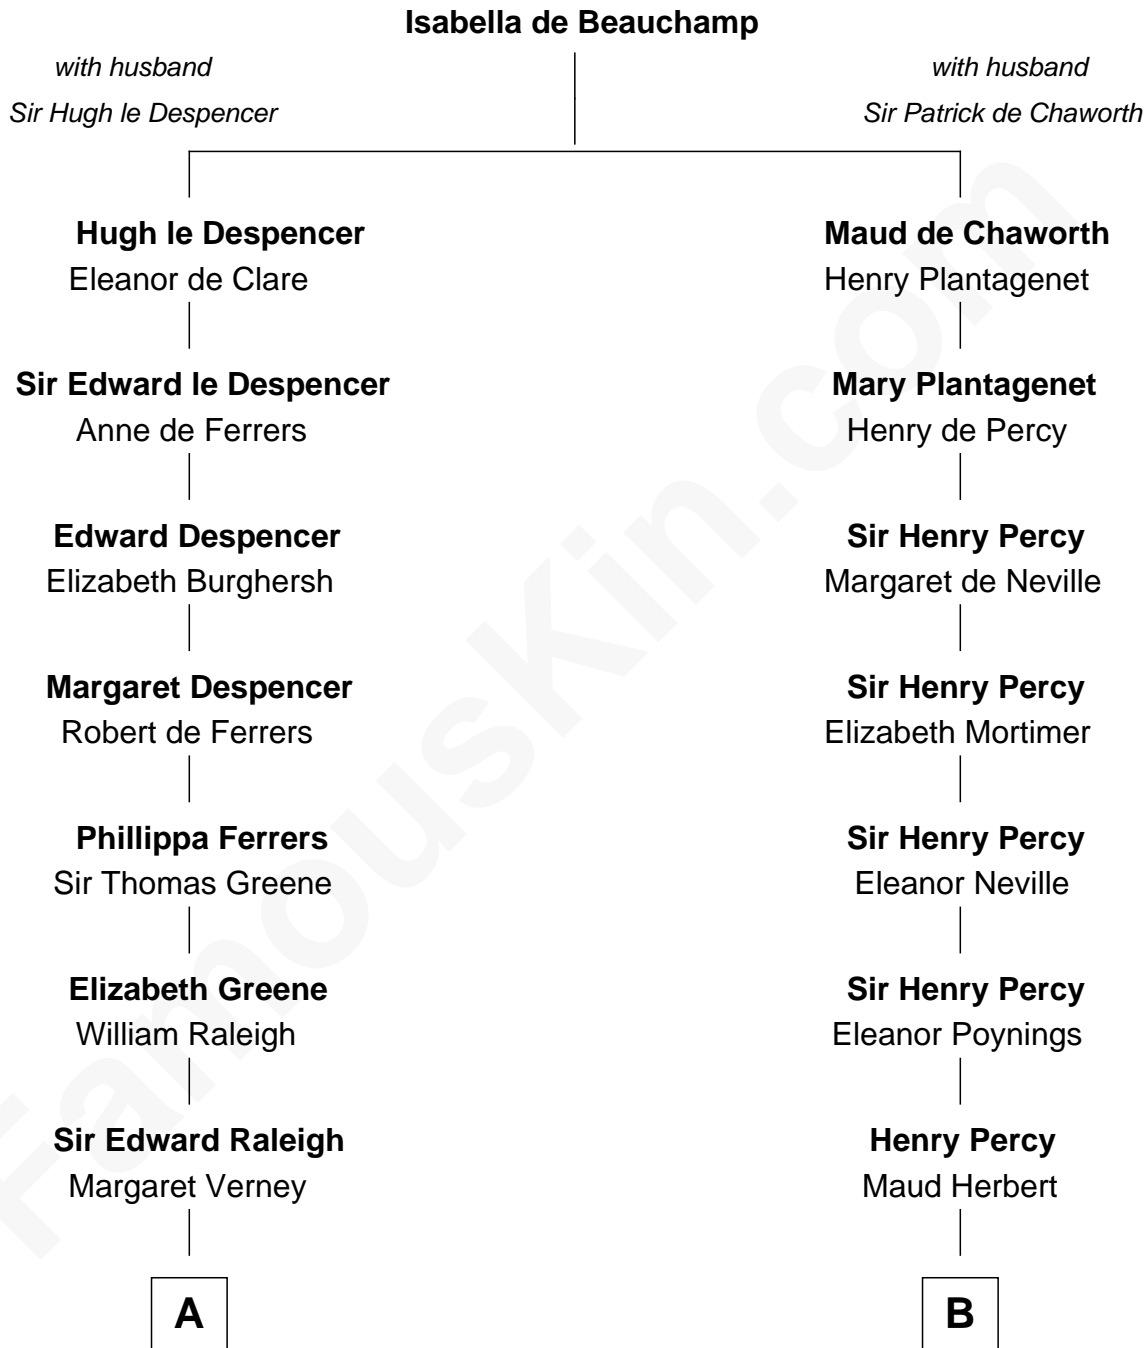 Isabella de Beauchamp
with husband
Sir Hugh le Despencer
with husband
Sir Patrick de Chaworth
Hugh le Despencer
Eleanor de Clare
Maud de Chaworth
Henry Plantagenet
Sir Edward le Despencer
Anne de Ferrers
Mary Plantagenet
Henry de Percy
Edward Despencer
Elizabeth Burghersh
Sir Henry Percy
Margaret de Neville
Margaret Despencer
Robert de Ferrers
Sir Henry Percy
Elizabeth Mortimer
Phillippa Ferrers
Sir Thomas Greene
Sir Henry Percy
Eleanor Neville
Elizabeth Greene
William Raleigh
Sir Henry Percy
Eleanor Poynings
Sir Edward Raleigh
Margaret Verney
Henry Percy
Maud Herbert
A
B
FamousKin.com